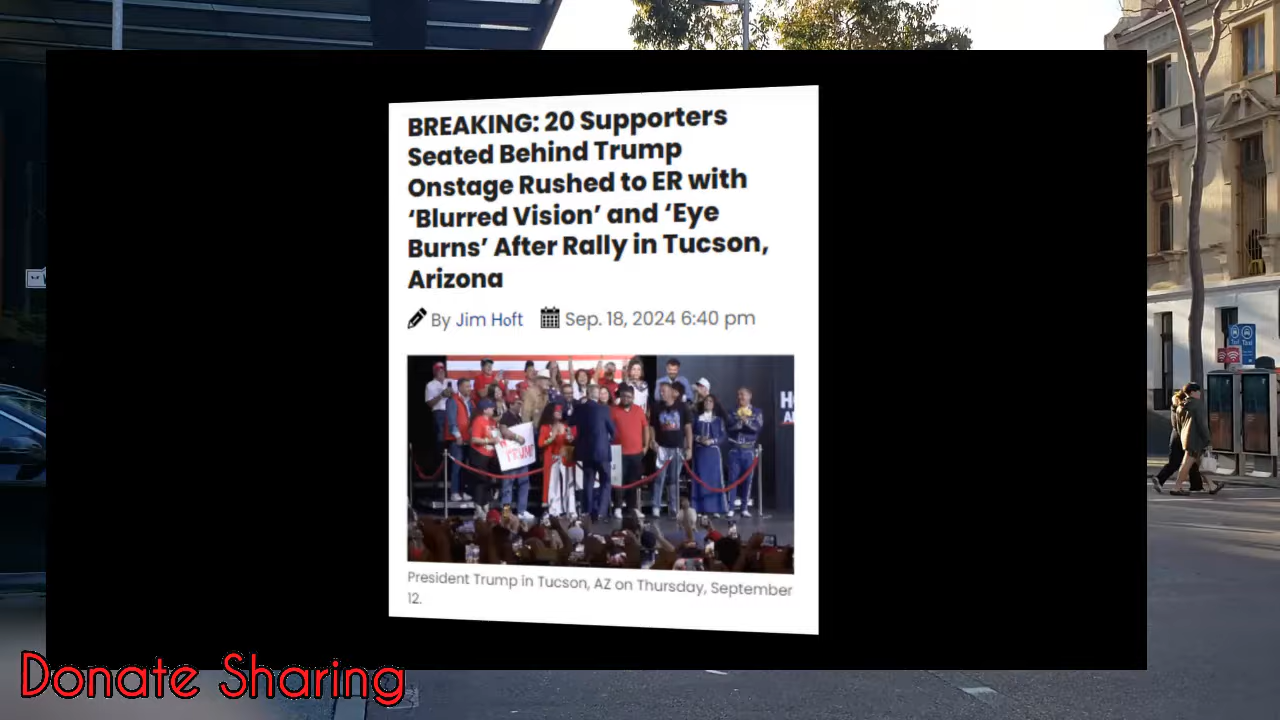 BREAKING: 20 Supporters
Seated Behind Trump
Onstage Rushed to ER with
‘Blurred Vision’ and ‘Eye
Burns’ After Rally in Tucson,
Arizona
By Jim Hoft Sep. 18, 2024 6:40 pm
TRUMP
President Trump in Tucson, AZ on Thursday, September
12.
Donate Sharing